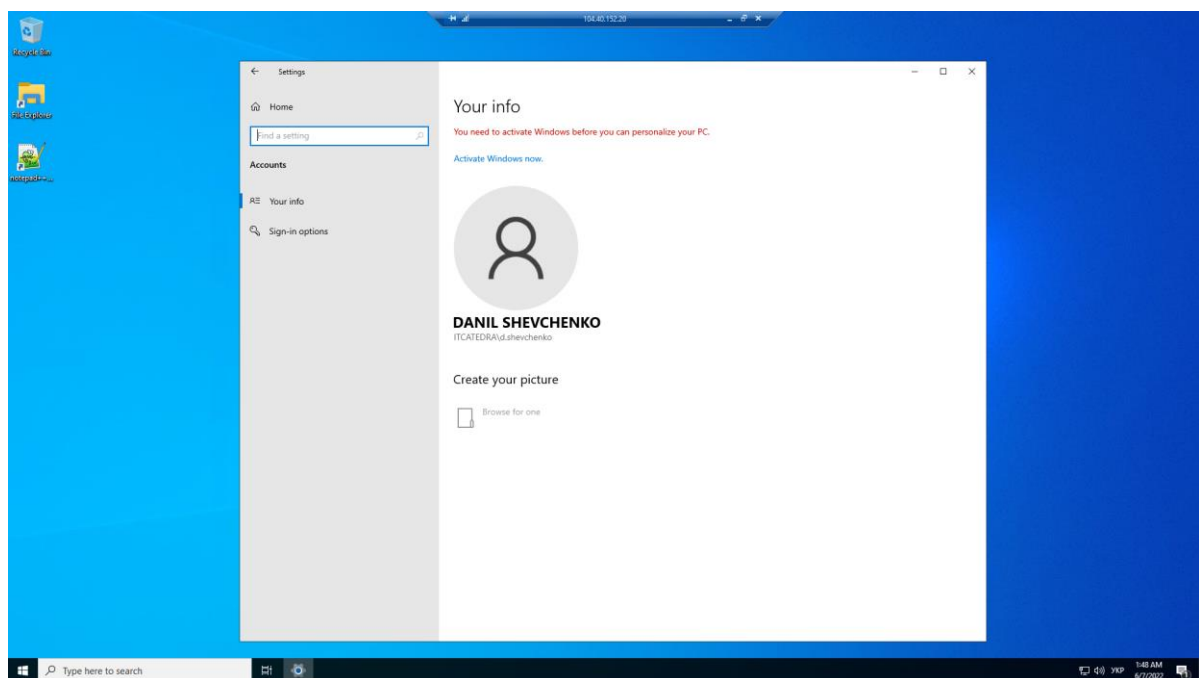 104.40.152.20
Recycle Bin
File Explorer
notepad++...
Settings
Home
Find a setting
Accounts
Your info
Sign-in options
Your info
You need to activate Windows before you can personalize your PC.
Activate Windows now.
DANIL SHEVCHENKO
ITCATEDRA\d.shevchenko
Create your picture
Browse for one
Type here to search
УКР
1:48 AM
6/7/2022